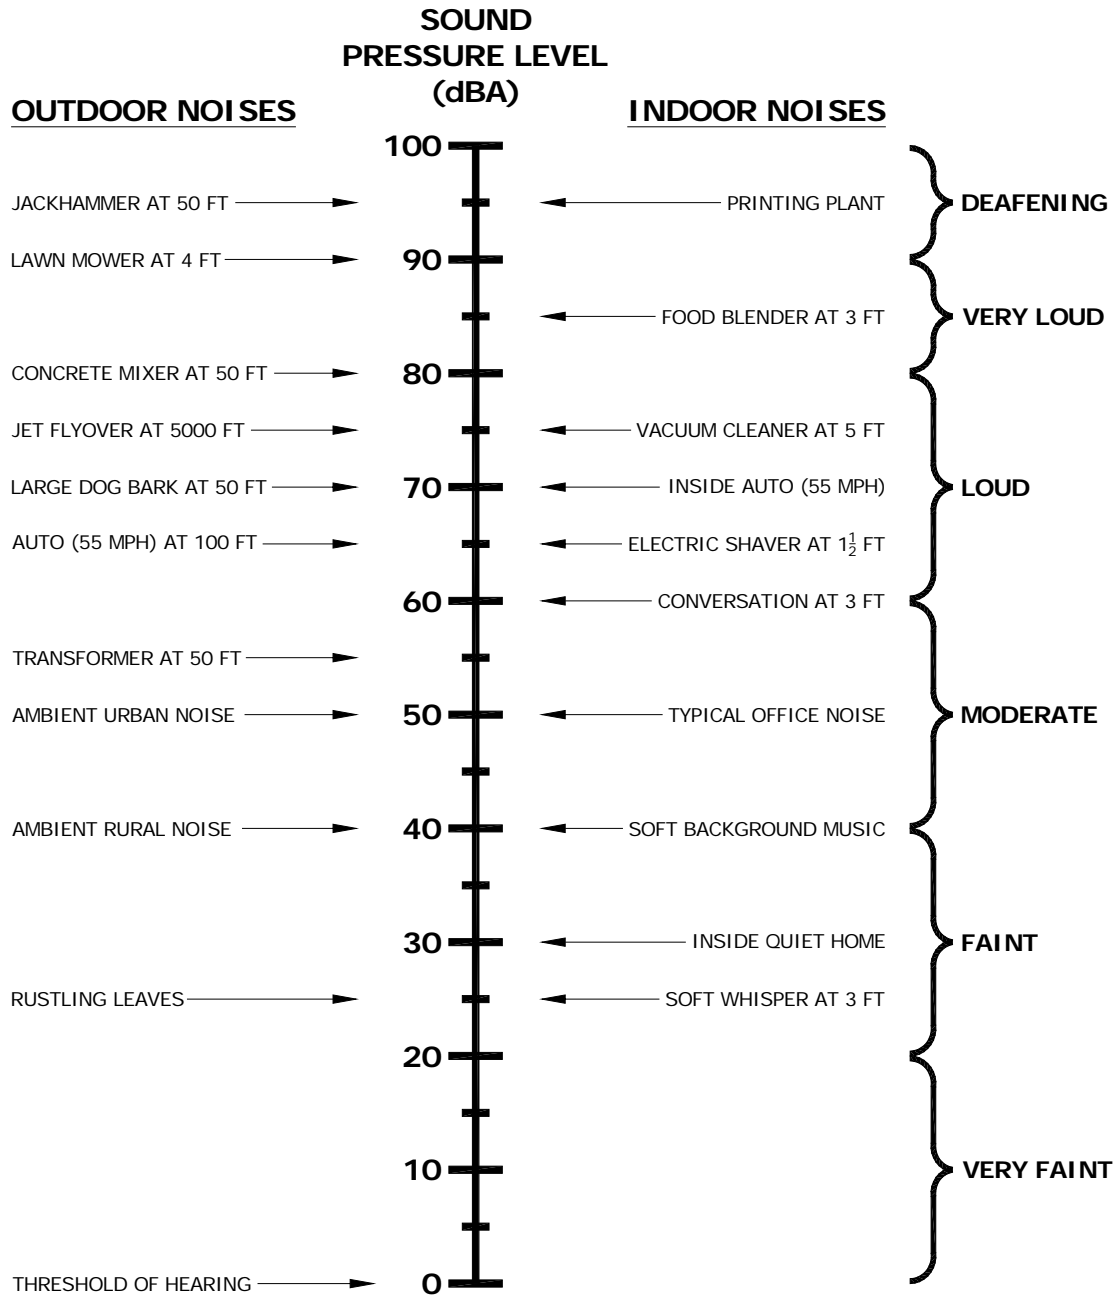 SOUND
PRESSURE LEVEL
(dBA)
OUTDOOR NOISES
INDOOR NOISES
100
JACKHAMMER AT 50 FT
PRINTING PLANT
DEAFENING
LAWN MOWER AT 4 FT
90
FOOD BLENDER AT 3 FT
VERY LOUD
CONCRETE MIXER AT 50 FT
80
JET FLYOVER AT 5000 FT
VACUUM CLEANER AT 5 FT
LARGE DOG BARK AT 50 FT
70
INSIDE AUTO (55 MPH)
LOUD
AUTO (55 MPH) AT 100 FT
ELECTRIC SHAVER AT 1½ FT
60
CONVERSATION AT 3 FT
TRANSFORMER AT 50 FT
AMBIENT URBAN NOISE
50
TYPICAL OFFICE NOISE
MODERATE
AMBIENT RURAL NOISE
40
SOFT BACKGROUND MUSIC
30
INSIDE QUIET HOME
FAINT
RUSTLING LEAVES
SOFT WHISPER AT 3 FT
20
10
VERY FAINT
THRESHOLD OF HEARING
0